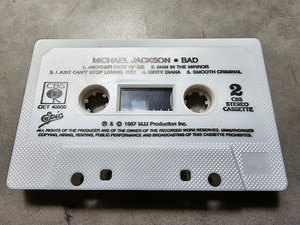 MICHAEL JACKSON • BAD
1. ANOTHER PART OF ME 2. MAN IN THE MIRROR
3. I JUST CAN'T STOP LOVING YOU 4. DIRTY DIANA 5. SMOOTH CRIMINAL
CBS
OET 40600
Epic
2
CBS
STEREO
CASSETTE
℗ & © 1987 MJJ Production Inc.
ALL RIGHTS OF THE PRODUCER AND OF THE OWNER OF THE RECORDED WORK RESERVED. UNAUTHORISED
COPYING, HIRING, RENTING, PUBLIC PERFORMANCE AND BROADCASTING OF THIS CASSETTE PROHIBITED.